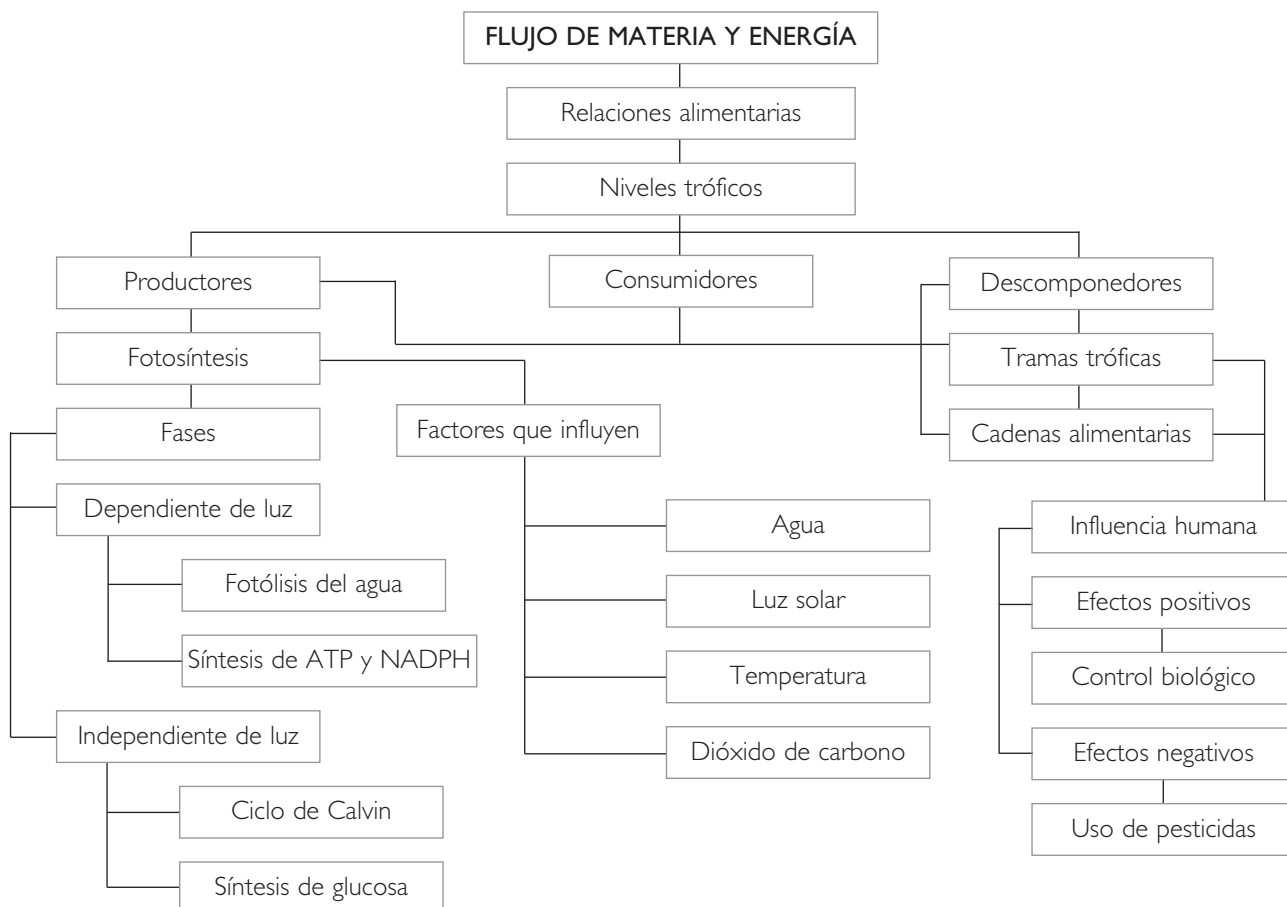 FLUJO DE MATERIA Y ENERGÍA
Relaciones alimentarias
Niveles tróficos
Productores
Consumidores
Descomponedores
Fotosíntesis
Tramas tróficas
Fases
Factores que influyen
Cadenas alimentarias
Dependiente de luz
Agua
Influencia humana
Fotólisis del agua
Luz solar
Efectos positivos
Síntesis de ATP y NADPH
Temperatura
Control biológico
Independiente de luz
Dióxido de carbono
Efectos negativos
Ciclo de Calvin
Uso de pesticidas
Síntesis de glucosa